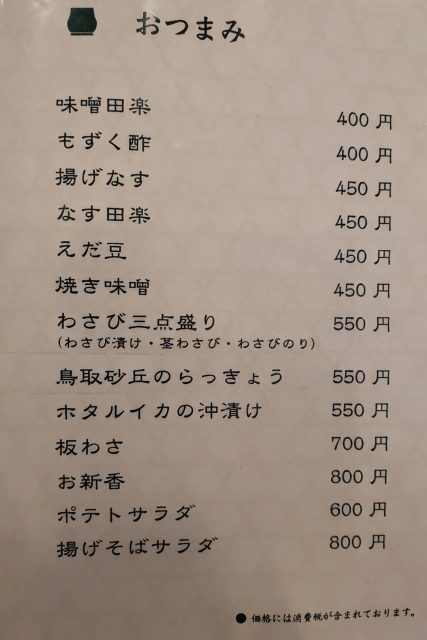 おつまみ
味噌田楽 400 円
もずく酢 400 円
揚げなす 450 円
なす田楽 450 円
えだ豆 450 円
焼き味噌 450 円
わさび三点盛り 550 円
(わさび漬け・茎わさび・わさびのり)
鳥取砂丘のらっきょう 550 円
ホタルイカの沖漬け 550 円
板わさ 700 円
お新香 800 円
ポテトサラダ 600 円
揚げそばサラダ 800 円
●価格には消費税が含まれております。